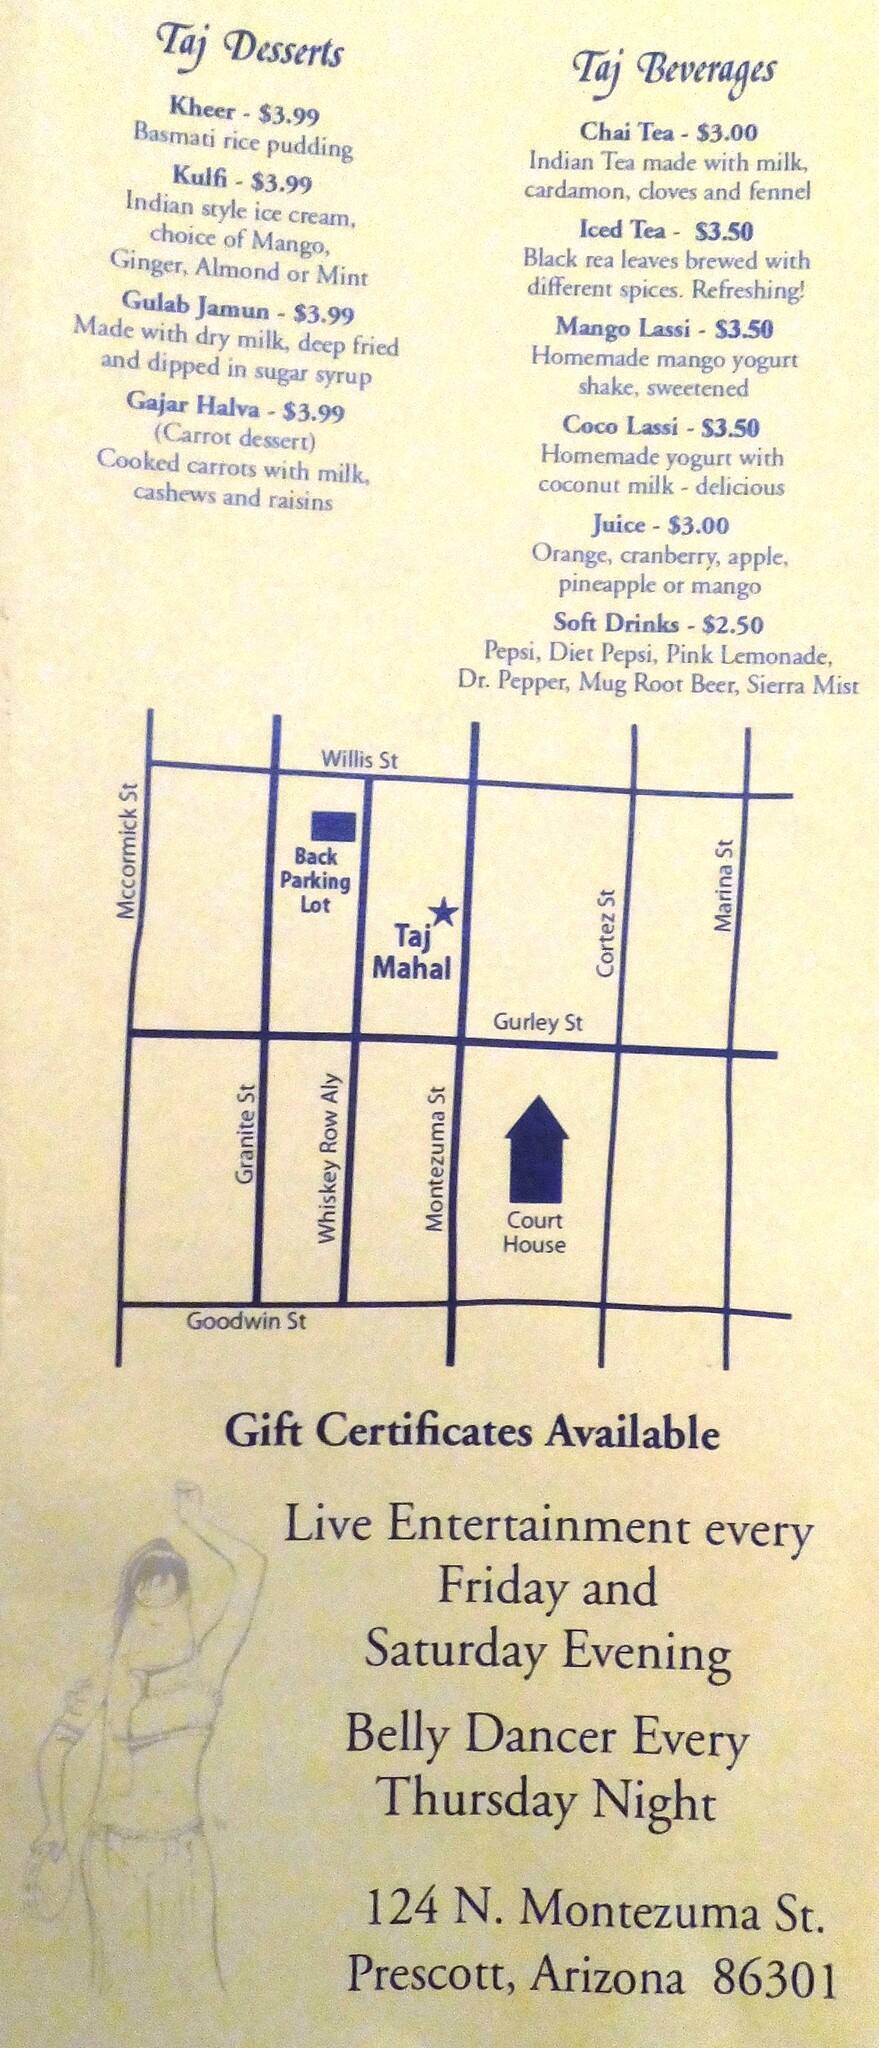 Taj Desserts
Kheer - $3.99
Basmati rice pudding
Kulfi - $3.99
Indian style ice cream,
choice of Mango,
Ginger, Almond or Mint
Gulab Jamun - $3.99
Made with dry milk, deep fried
and dipped in sugar syrup
Gajar Halva - $3.99
(Carrot dessert)
Cooked carrots with milk,
cashews and raisins
Taj Beverages
Chai Tea - $3.00
Indian Tea made with milk,
cardamon, cloves and fennel
Iced Tea - $3.50
Black rea leaves brewed with
different spices. Refreshing!
Mango Lassi - $3.50
Homemade mango yogurt
shake, sweetened
Coco Lassi - $3.50
Homemade yogurt with
coconut milk - delicious
Juice - $3.00
Orange, cranberry, apple,
pineapple or mango
Soft Drinks - $2.50
Pepsi, Diet Pepsi, Pink Lemonade,
Dr. Pepper, Mug Root Beer, Sierra Mist
Willis St
Mccormick St
Back
Parking
Lot
Taj
Mahal
Cortez St
Marina St
Gurley St
Granite St
Whiskey Row Aly
Montezuma St
Court
House
Goodwin St
Gift Certificates Available
Live Entertainment every
Friday and
Saturday Evening
Belly Dancer Every
Thursday Night
124 N. Montezuma St.
Prescott, Arizona 86301